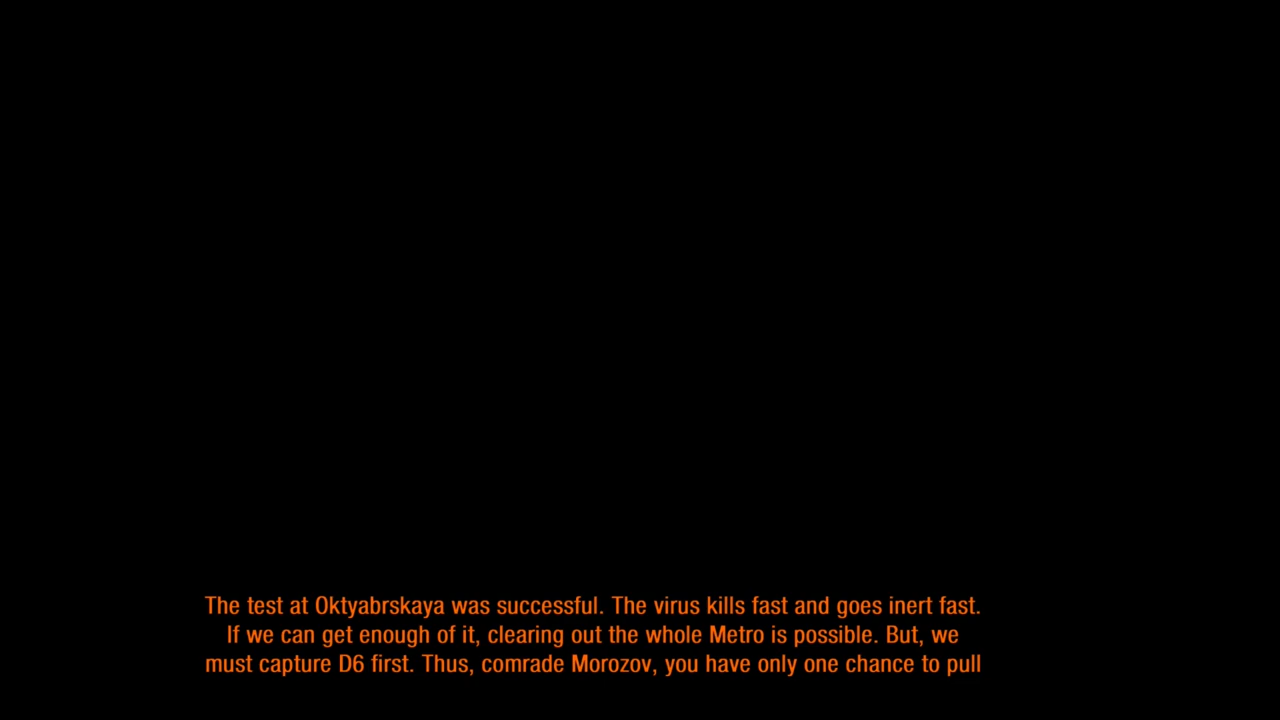 The test at Oktyabrskaya was successful. The virus kills fast and goes inert fast.
If we can get enough of it, clearing out the whole Metro is possible. But, we
must capture D6 first. Thus, comrade Morozov, you have only one chance to pull